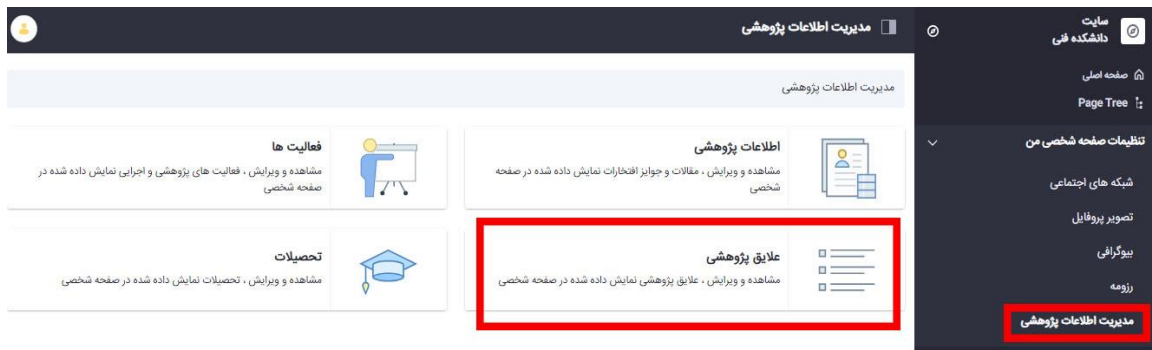 سایت
دانشکده فنی
صفحه اصلی
Page Tree
تنظیمات صفحه شخصی من
شبکه های اجتماعی
تصویر پروفایل
بیوگرافی
رزومه
مدیریت اطلاعات پژوهشی
مدیریت اطلاعات پژوهشی
مدیریت اطلاعات پژوهشی
اطلاعات پژوهشی
مشاهده و ویرایش ، مقالات و جوایز افتخارات نمایش داده شده در صفحه
شخصی
فعالیت ها
مشاهده و ویرایش ، فعالیت های پژوهشی و اجرایی نمایش داده شده در
صفحه شخصی
علایق پژوهشی
مشاهده و ویرایش ، علایق پژوهشی نمایش داده شده در صفحه شخصی
تحصیلات
مشاهده و ویرایش ، تحصیلات نمایش داده شده در صفحه شخصی